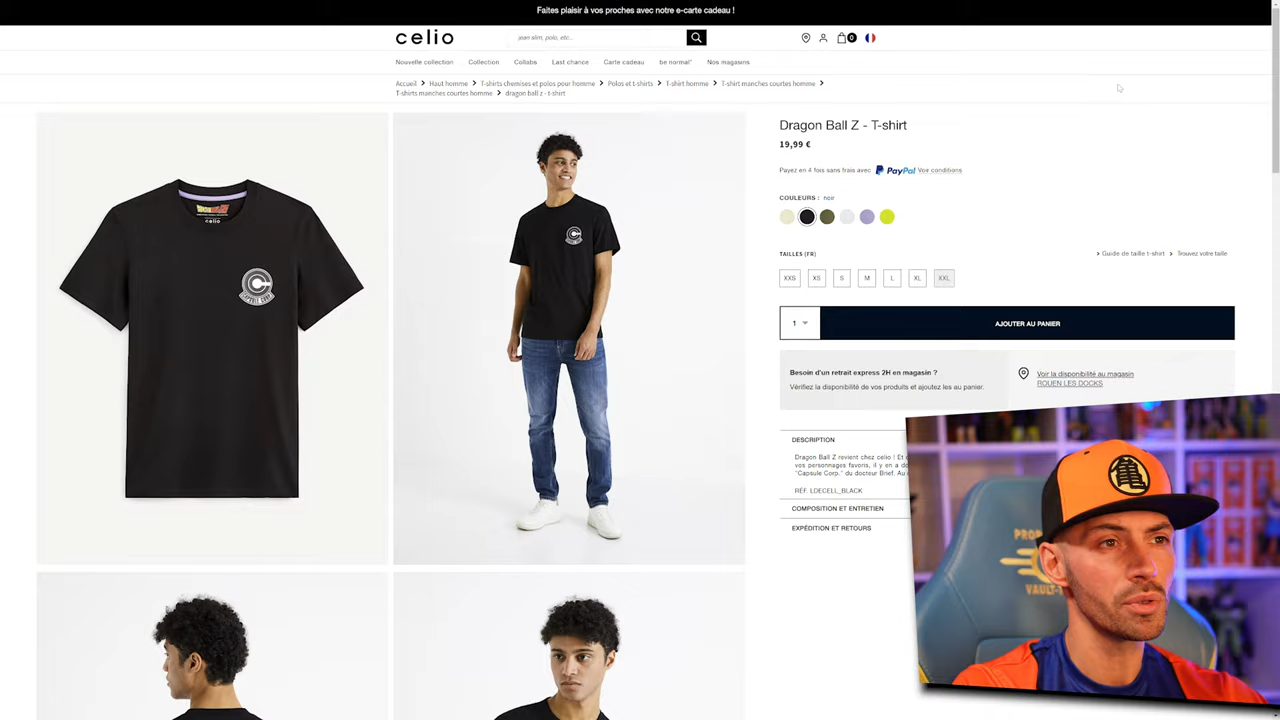 Faites plaisir à vos proches avec notre e-carte cadeau !
celio
jean slim, polo, etc...
0
Nouvelle collection Collection Collabs Last chance Carte cadeau be normal* Nos magasins
Accueil > Haut homme > T-shirts chemises et polos pour homme > Polos et t-shirts > T-shirt homme > T-shirt manches courtes homme >
T-shirts manches courtes homme > dragon ball z - t-shirt
Dragon Ball Z - T-shirt
19,99 €
Payez en 4 fois sans frais avec PayPal Voir conditions
COULEURS : noir
TAILLES (FR)
> Guide de taille t-shirt > Trouvez votre taille
XXS XS S M L XL XXL
1
AJOUTER AU PANIER
Besoin d'un retrait express 2H en magasin ?
Vérifiez la disponibilité de vos produits et ajoutez les au panier.
Voir la disponibilité au magasin
ROUEN LES DOCKS
DESCRIPTION
Dragon Ball Z revient chez celio ! Et
vos personnages favoris, il y en a
"Capsule Corp." du docteur Brief. Au
RÉF. LDECELL_BLACK
COMPOSITION ET ENTRETIEN
EXPÉDITION ET RETOURS
celio
CAPSULE CORP.
VAULT-T